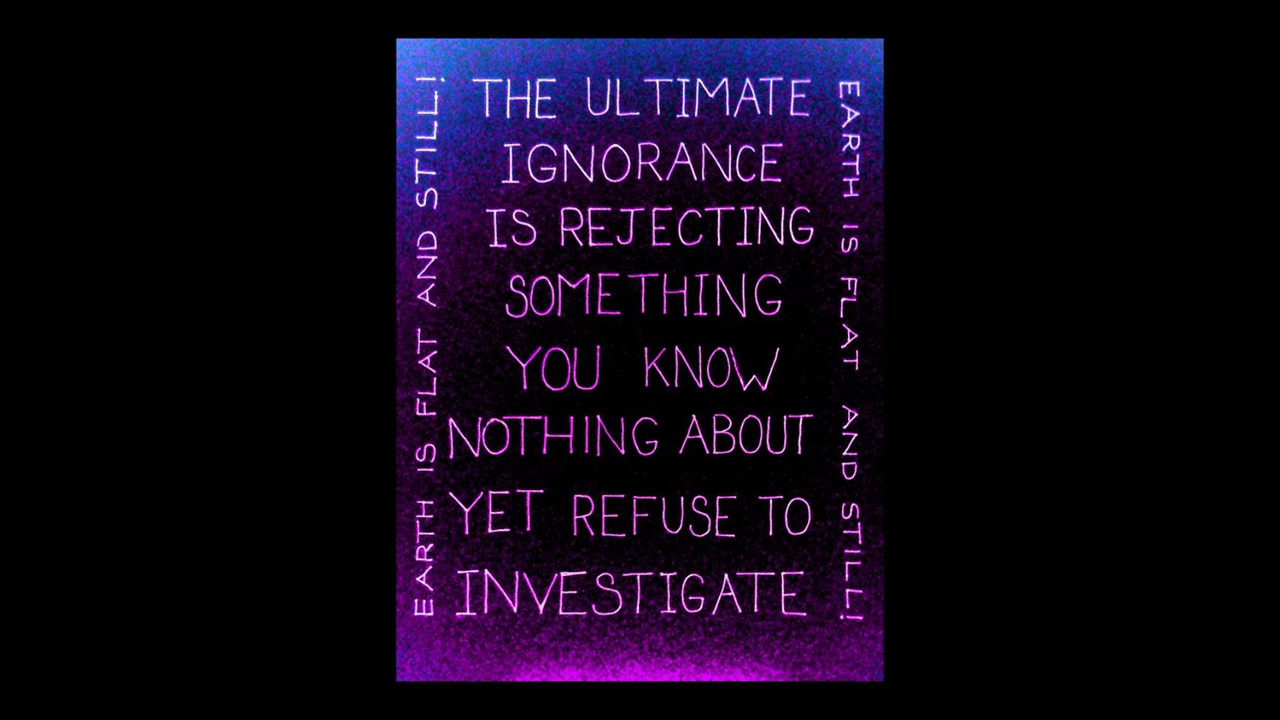 THE ULTIMATE
IGNORANCE
IS REJECTING
SOMETHING
YOU KNOW
NOTHING ABOUT
YET REFUSE TO
INVESTIGATE
EARTH IS FLAT AND STILL!
EARTH IS FLAT AND STILL!